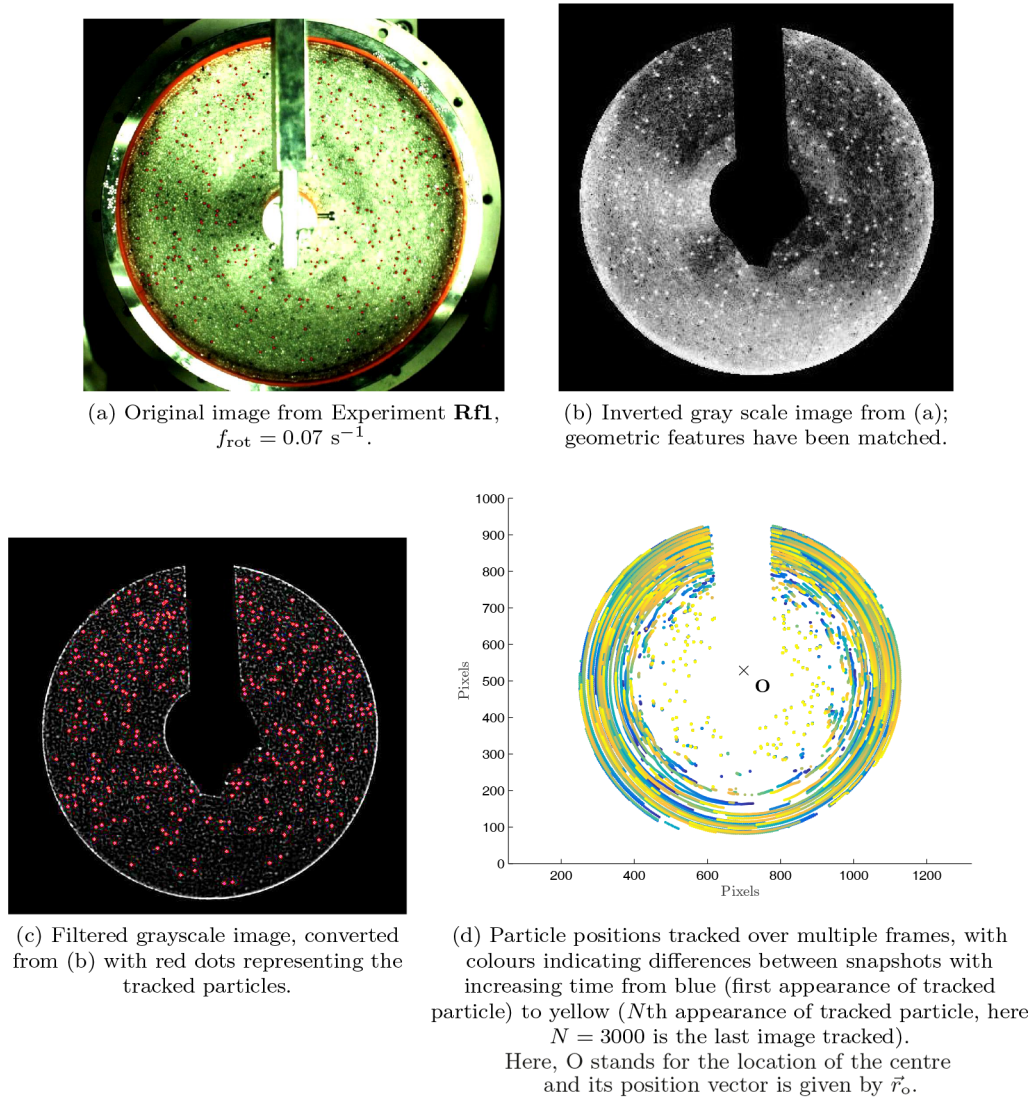 (a) Original image from Experiment Rf1,
f_rot = 0.07 s⁻¹.
(b) Inverted gray scale image from (a);
geometric features have been matched.
(c) Filtered grayscale image, converted
from (b) with red dots representing the
tracked particles.
1000
900
800
700
600
500
400
300
200
100
0
Pixels
O
200
400
600
800
1000
1200
Pixels
(d) Particle positions tracked over multiple frames, with
colours indicating differences between snapshots with
increasing time from blue (first appearance of tracked
particle) to yellow (Nth appearance of tracked particle, here
N = 3000 is the last image tracked).
Here, O stands for the location of the centre
and its position vector is given by r⃗ₒ.